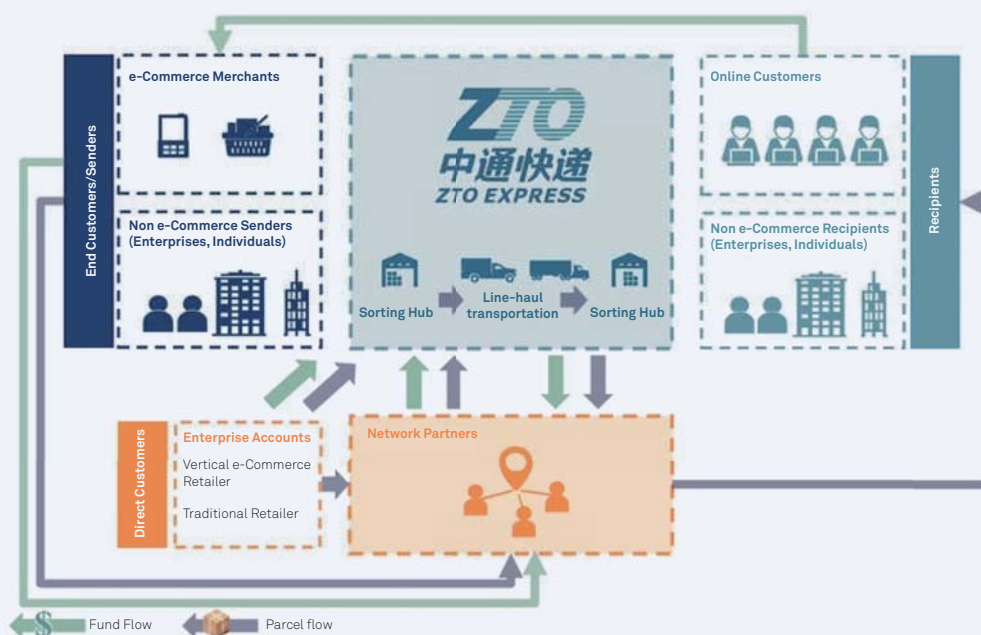 End Customers/Senders
e-Commerce Merchants
Non e-Commerce Senders
(Enterprises, Individuals)
ZTO
中通快递
ZTO EXPRESS
Sorting Hub
Line-haul
transportation
Sorting Hub
Online Customers
Non e-Commerce Recipients
(Enterprises, Individuals)
Recipients
Direct Customers
Enterprise Accounts
Vertical e-Commerce
Retailer
Traditional Retailer
Network Partners
$
Fund Flow
Parcel flow